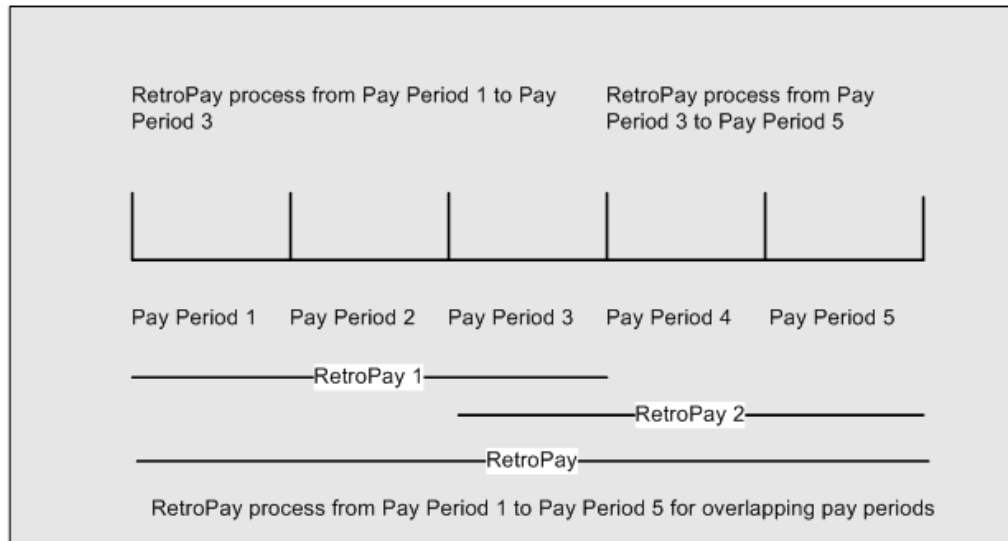 RetroPay process from Pay Period 1 to Pay
Period 3
RetroPay process from Pay
Period 3 to Pay Period 5
Pay Period 1
Pay Period 2
Pay Period 3
Pay Period 4
Pay Period 5
RetroPay 1
RetroPay 2
RetroPay
RetroPay process from Pay Period 1 to Pay Period 5 for overlapping pay periods